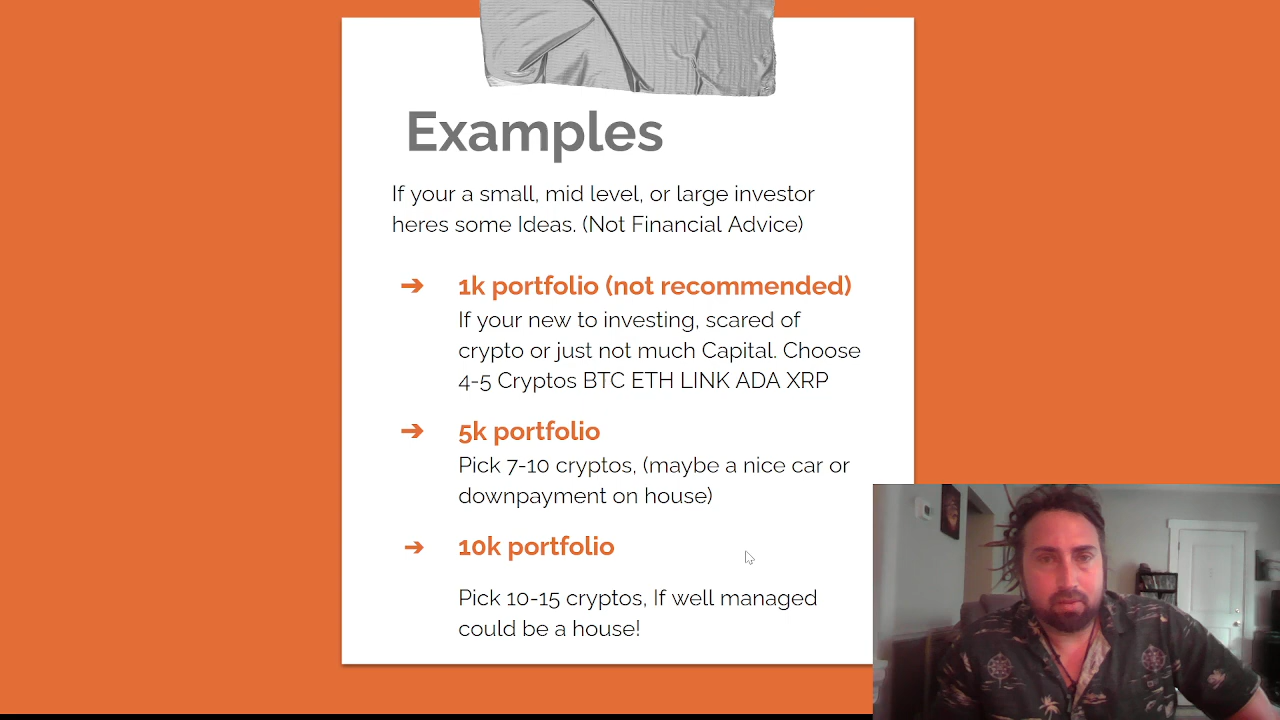 Examples
If your a small, mid level, or large investor
heres some Ideas. (Not Financial Advice)
➔ 1k portfolio (not recommended)
If your new to investing, scared of
crypto or just not much Capital. Choose
4-5 Cryptos BTC ETH LINK ADA XRP
➔ 5k portfolio
Pick 7-10 cryptos, (maybe a nice car or
downpayment on house)
➔ 10k portfolio
Pick 10-15 cryptos, If well managed
could be a house!